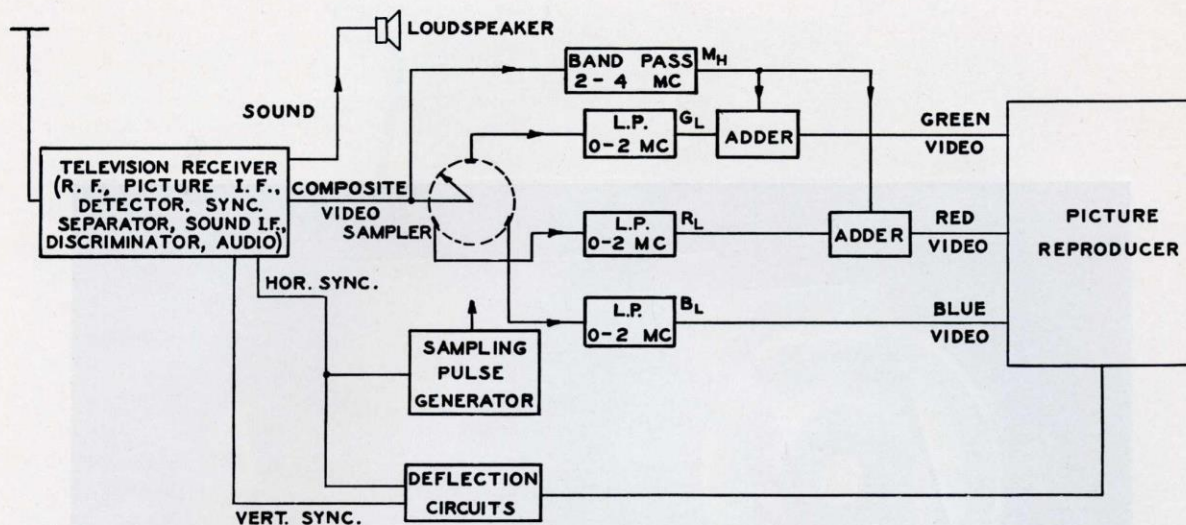 LOUDSPEAKER
BAND PASS
2 - 4 MC
M_H
SOUND
L.P.
0-2 MC
G_L
ADDER
GREEN
VIDEO
TELEVISION RECEIVER
(R.F., PICTURE I.F.,
DETECTOR, SYNC.
SEPARATOR, SOUND I.F.,
DISCRIMINATOR, AUDIO)
COMPOSITE
VIDEO
SAMPLER
L.P.
0-2 MC
R_L
ADDER
RED
VIDEO
PICTURE
REPRODUCER
HOR. SYNC.
L.P.
0-2 MC
B_L
BLUE
VIDEO
SAMPLING
PULSE
GENERATOR
DEFLECTION
CIRCUITS
VERT. SYNC.